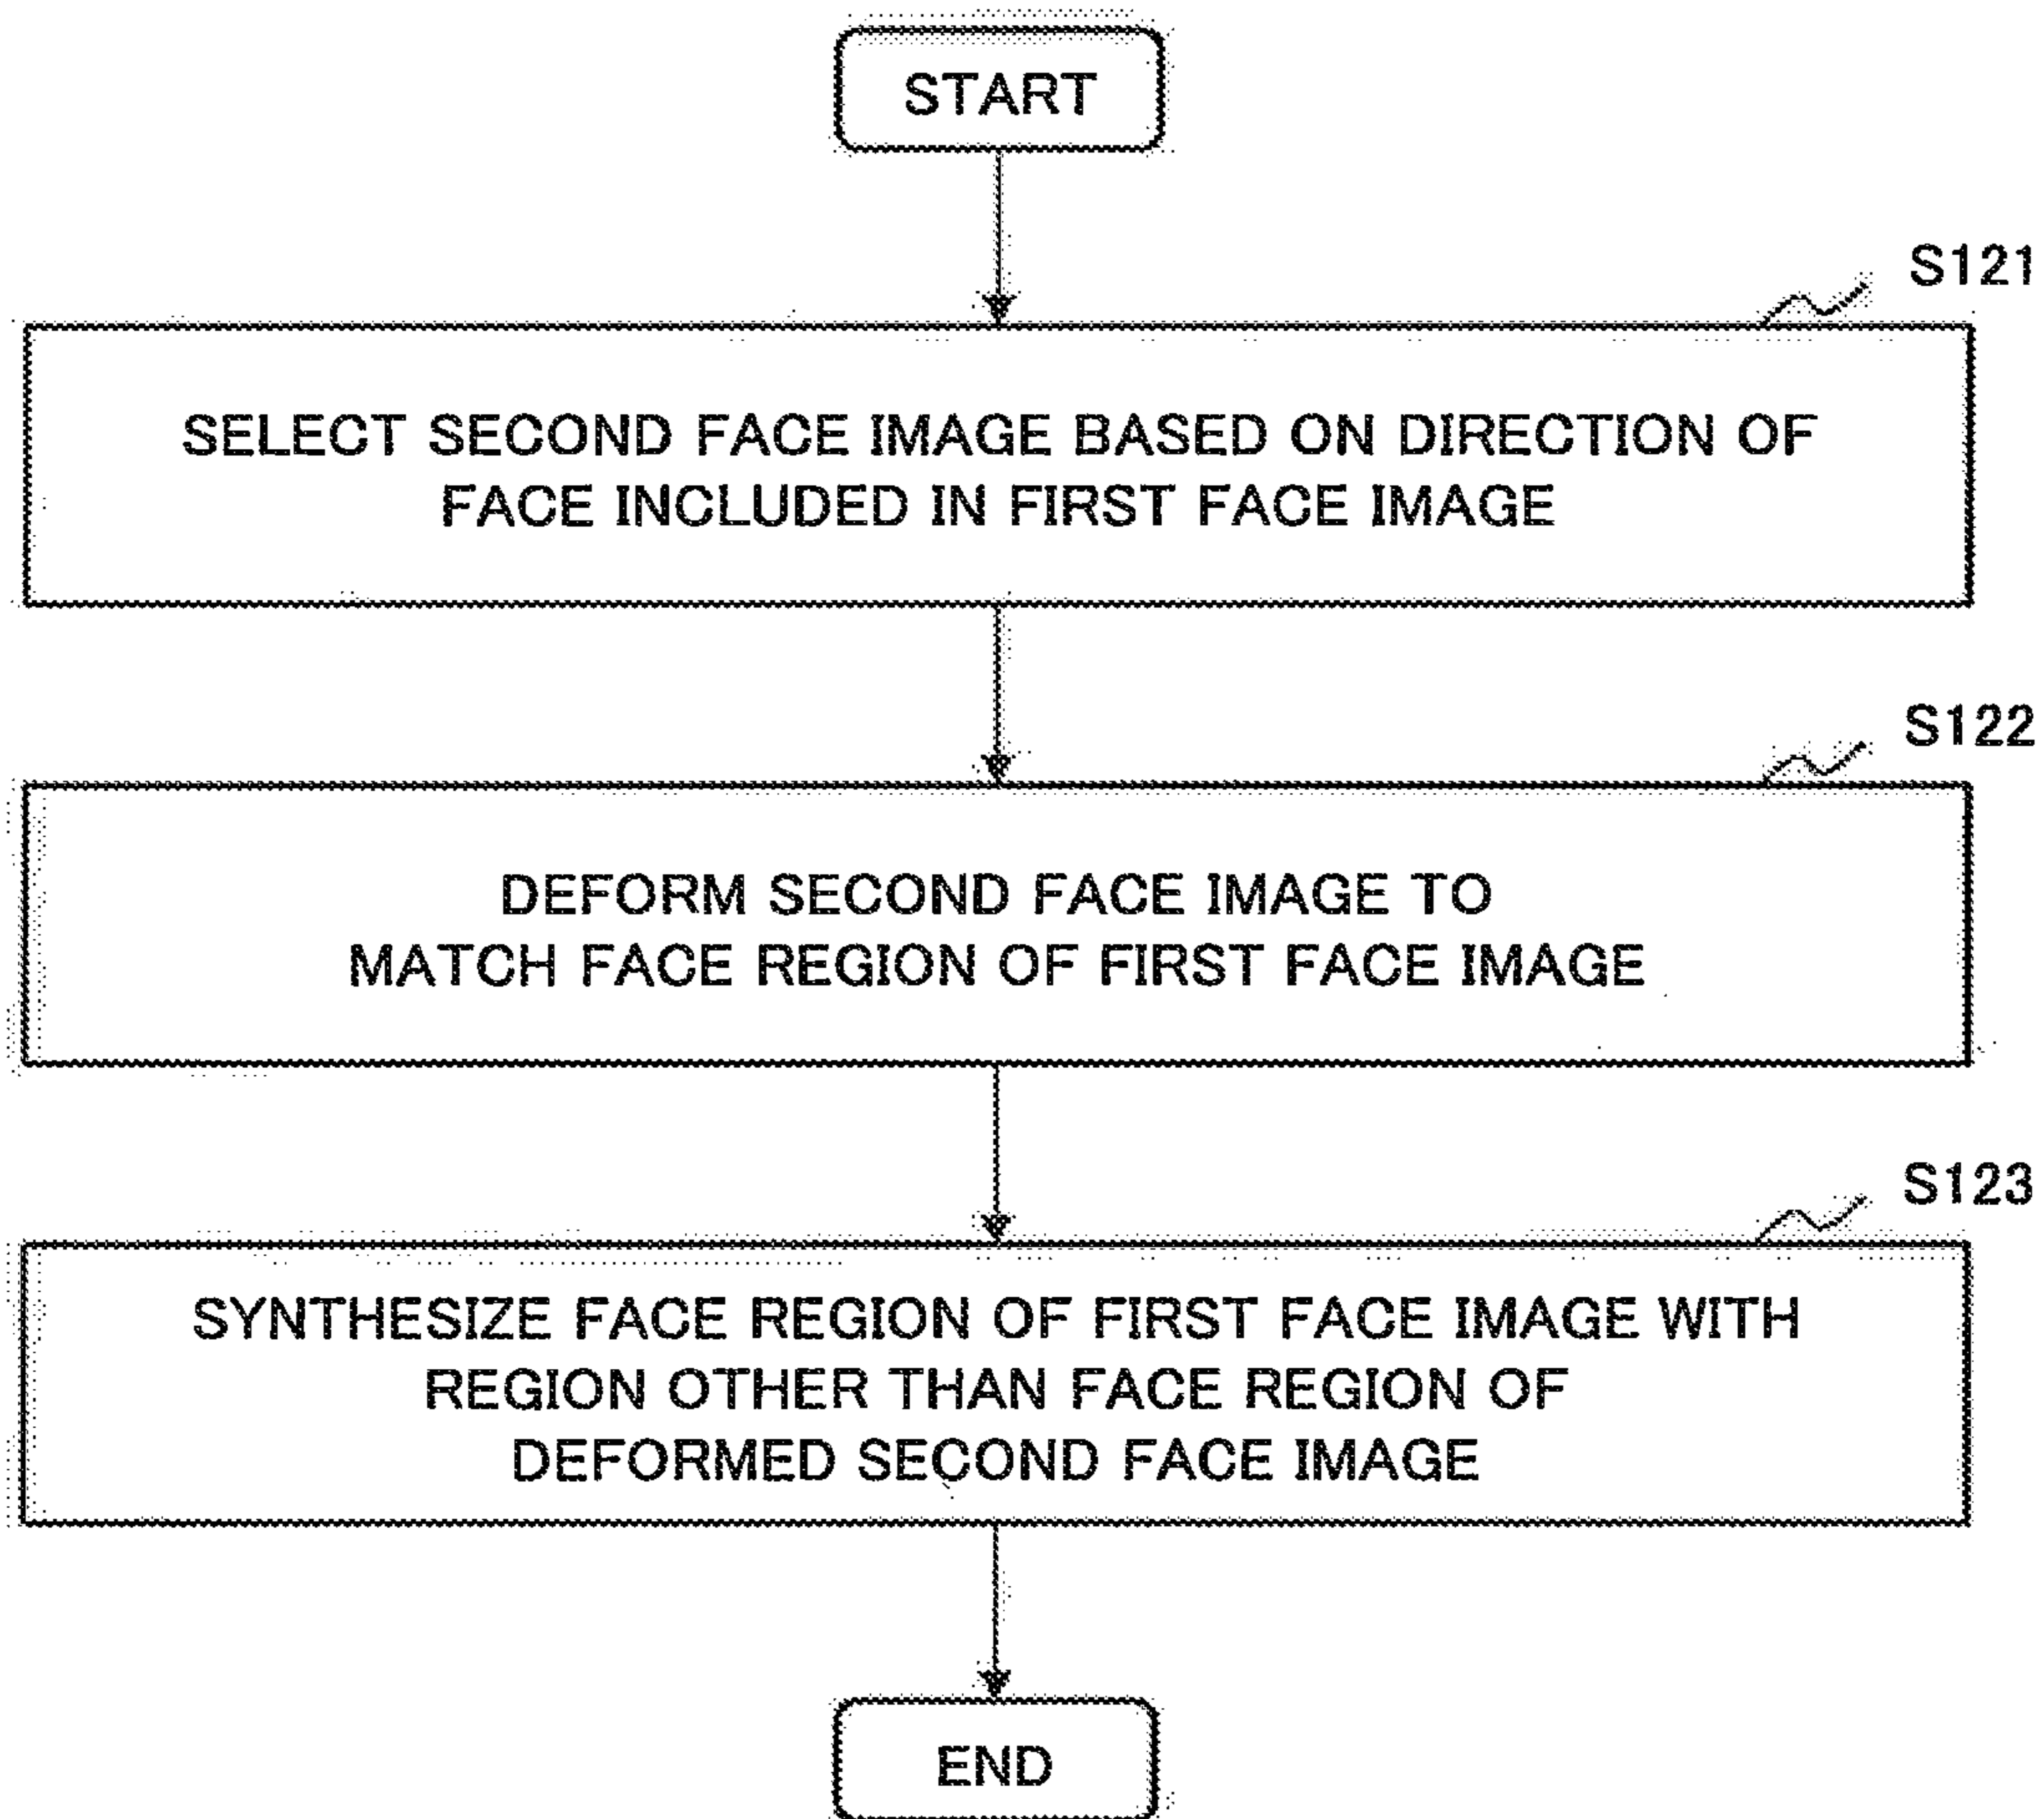 START
S121
SELECT SECOND FACE IMAGE BASED ON DIRECTION OF
FACE INCLUDED IN FIRST FACE IMAGE
S122
DEFORM SECOND FACE IMAGE TO
MATCH FACE REGION OF FIRST FACE IMAGE
S123
SYNTHESIZE FACE REGION OF FIRST FACE IMAGE WITH
REGION OTHER THAN FACE REGION OF
DEFORMED SECOND FACE IMAGE
END